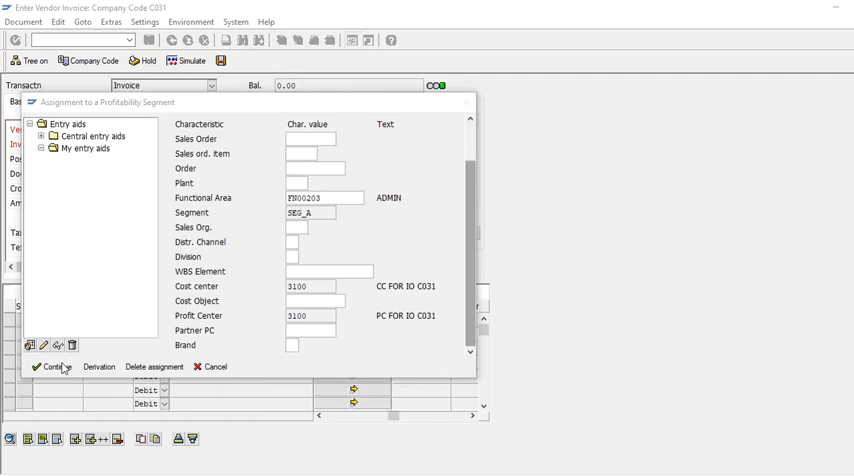 Enter Vendor Invoice: Company Code C031
Document Edit Goto Extras Settings Environment System Help
Tree on Company Code Hold Simulate
Transactn Invoice Bal. 0.00
Assignment to a Profitability Segment
Entry aids
Central entry aids
My entry aids
Characteristic Char. value Text
Sales Order
Sales ord. item
Order
Plant
Functional Area FN00203 ADMIN
Segment SEG_A
Sales Org.
Distr. Channel
Division
WBS Element
Cost center 3100 CC FOR IO C031
Cost Object
Profit Center 3100 PC FOR IO C031
Partner PC
Brand
Continue Derivation Delete assignment Cancel
Debit
Debit